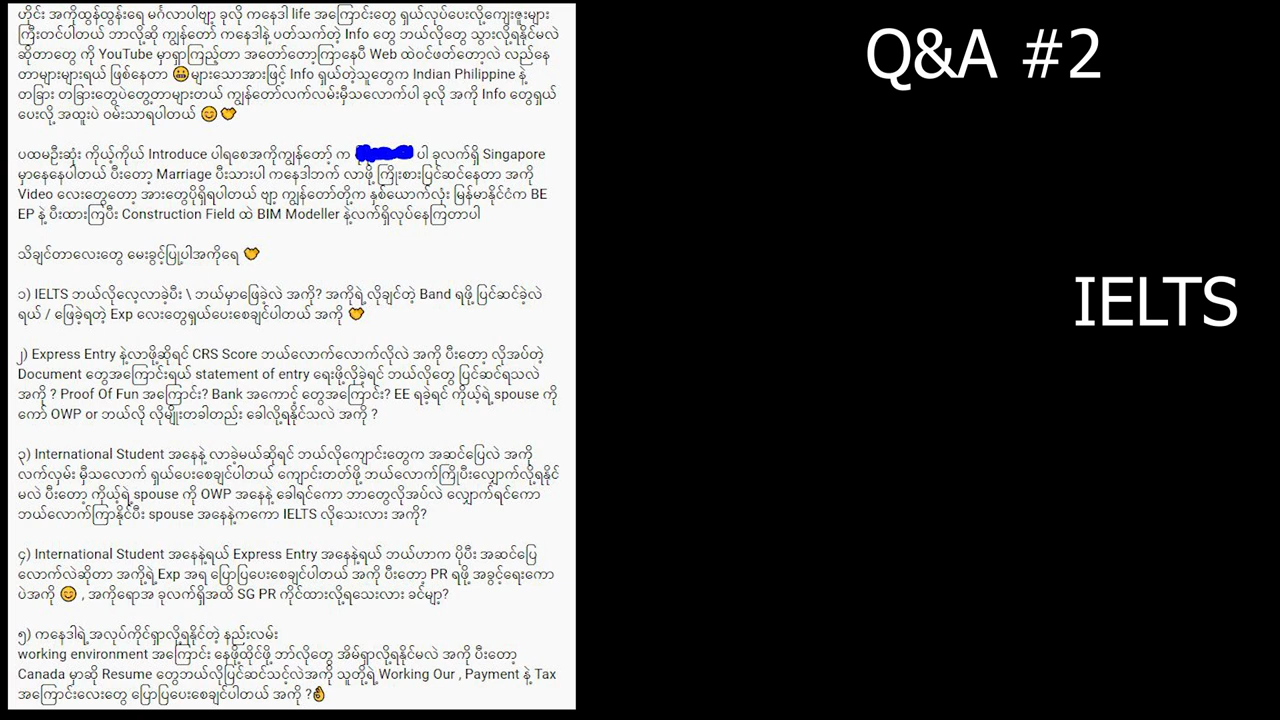 ဟိုင်း အကိုထွန်ထွန်းရေ မင်္ဂလာပါဗျာ့ ခုလို ကနေဒါ life အကြောင်းတွေ ရှယ်လုပ်ပေးလို့ကျေးဇူးများ
ကြီးတင်ပါတယ် ဘာလို့ဆို ကျွန်တော် ကနေဒါနဲ့ ပတ်သက်တဲ့ Info တွေ ဘယ်လိုတွေ သွားလို့ရနိုင်မလဲ
ဆိုတာတွေ ကို YouTube မှာရှာကြည့်တာ အတော်တော့ကြာနေပီ Web ထဲဝင်ဖတ်တော့လဲ လည်နေ
တာများများရယ် ဖြစ်နေတာ 😁များသောအားဖြင့် Info ရှယ်တဲ့သူတွေက Indian Philippine နဲ့
တခြား တခြားတွေပဲတွေ့တာများတယ် ကျွန်တော်လက်လမ်းမှီသလောက်ပါ ခုလို အကို Info တွေရှယ်
ပေးလို့ အထူးပဲ ဝမ်းသာရပါတယ် 😊🤝
ပထမဦးဆုံး ကိုယ့်ကိုယ် Introduce ပါရစေအကိုကျွန်တော့် က ပါ ခုလက်ရှိ Singapore
မှာနေနေပါတယ် ပီးတော့ Marriage ပီးသားပါ ကနေဒါဘက် လာဖို့ ကြိုးစားပြင်ဆင်နေတာ အကို
Video လေးတွေတော့ အားတွေပိုရှိရပါတယ် ဗျာ့ ကျွန်တော်တို့က နှစ်ယောက်လုံး မြန်မာနိုင်ငံက BE
EP နဲ့ ပီးထားကြပီး Construction Field ထဲ BIM Modeller နဲ့လက်ရှိလုပ်နေကြတာပါ
သိချင်တာလေးတွေ မေးခွင့်ပြုပါအကိုရေ 🤝
၁) IELTS ဘယ်လိုလေ့လာခဲ့ပီး \ ဘယ်မှာဖြေခဲ့လဲ အကို? အကိုရဲ့လိုချင်တဲ့ Band ရဖို့ ပြင်ဆင်ခဲ့လဲ
ရယ် / ဖြေခဲ့ရတဲ့ Exp လေးတွေရှယ်ပေးစေချင်ပါတယ် အကို 🤝
၂) Express Entry နဲ့လာဖို့ဆိုရင် CRS Score ဘယ်လောက်လောက်လိုလဲ အကို ပီးတော့ လိုအပ်တဲ့
Document တွေအကြောင်းရယ် statement of entry ရေးဖို့လိုခဲ့ရင် ဘယ်လိုတွေ ပြင်ဆင်ရသလဲ
အကို ? Proof Of Fun အကြောင်း? Bank အကောင့် တွေအကြောင်း? EE ရခဲ့ရင် ကိုယ့်ရဲ့spouse ကို
ကော် OWP or ဘယ်လို လိုမျိုးတခါတည်း ခေါ်လို့ရနိုင်သလဲ အကို ?
၃) International Student အနေနဲ့ လာခဲ့မယ်ဆိုရင် ဘယ်လိုကျောင်းတွေက အဆင်ပြေလဲ အကို
လက်လှမ်း မှီသလောက် ရှယ်ပေးစေချင်ပါတယ် ကျောင်းတတ်ဖို့ ဘယ်လောက်ကြိုပီးလျှောက်လို့ရနိုင်
မလဲ ပီးတော့ ကိုယ့်ရဲ့spouse ကို OWP အနေနဲ့ ခေါ်ရင်ကော ဘာတွေလိုအပ်လဲ လျှောက်ရင်ကော
ဘယ်လောက်ကြာနိုင်ပီး spouse အနေနဲ့ကကော IELTS လိုသေးလား အကို?
၄) International Student အနေနဲ့ရယ် Express Entry အနေနဲ့ရယ် ဘယ်ဟာက ပိုပီး အဆင်ပြေ
လောက်လဲဆိုတာ အကို့ရဲ့Exp အရ ပြောပြပေးစေချင်ပါတယ် အကို ပီးတော့ PR ရဖို့ အခွင့်ရေးကော
ပဲအကို 😊 , အကိုရောအ ခုလက်ရှိအထိ SG PR ကိုင်ထားလို့ရသေးလား ခင်မျာ့?
၅) ကနေဒါရဲ့အလုပ်ကိုင်ရှာလို့ရနိုင်တဲ့ နည်းလမ်း
working environment အကြောင်း နေဖို့ထိုင်ဖို့ ဘာ်လိုတွေ အိမ်ရှာလို့ရနိုင်မလဲ အကို ပီးတော့
Canada မှာဆို Resume တွေဘယ်လိုပြင်ဆင်သင့်လဲအကို သူတို့ရဲ့Working Our , Payment နဲ့ Tax
အကြောင်းလေးတွေ ပြောပြပေးစေချင်ပါတယ် အကို ?👌
Q&A #2
IELTS